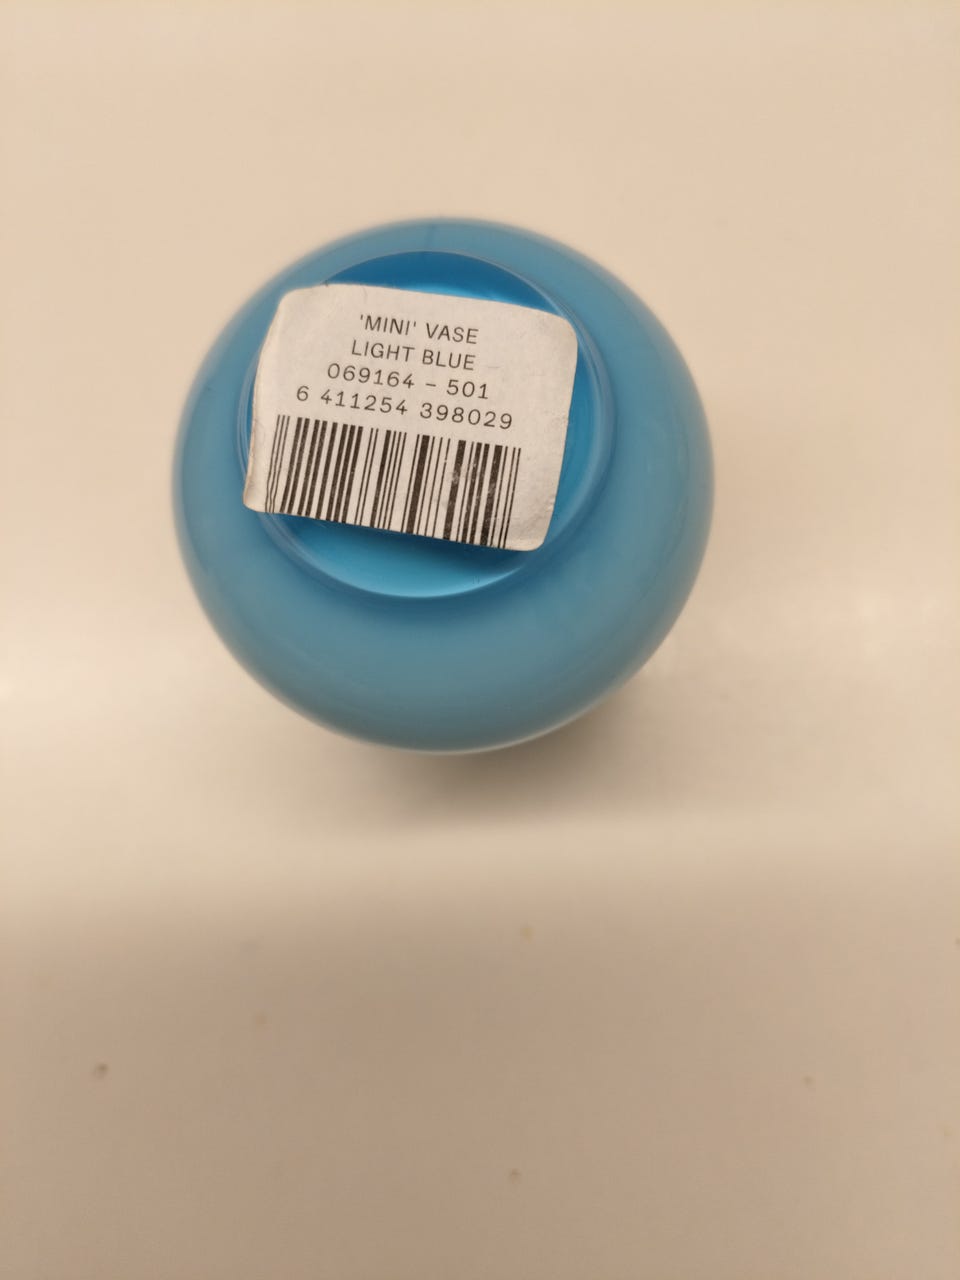 'MINI' VASE
LIGHT BLUE
069164 - 501
6 411254 398029